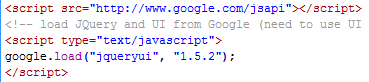 <script src="http://www.google.com/jsapi"></script>
<!-- load JQuery and UI from Google (need to use UI
<script type="text/javascript">
google.load("jqueryui", "1.5.2");
</script>